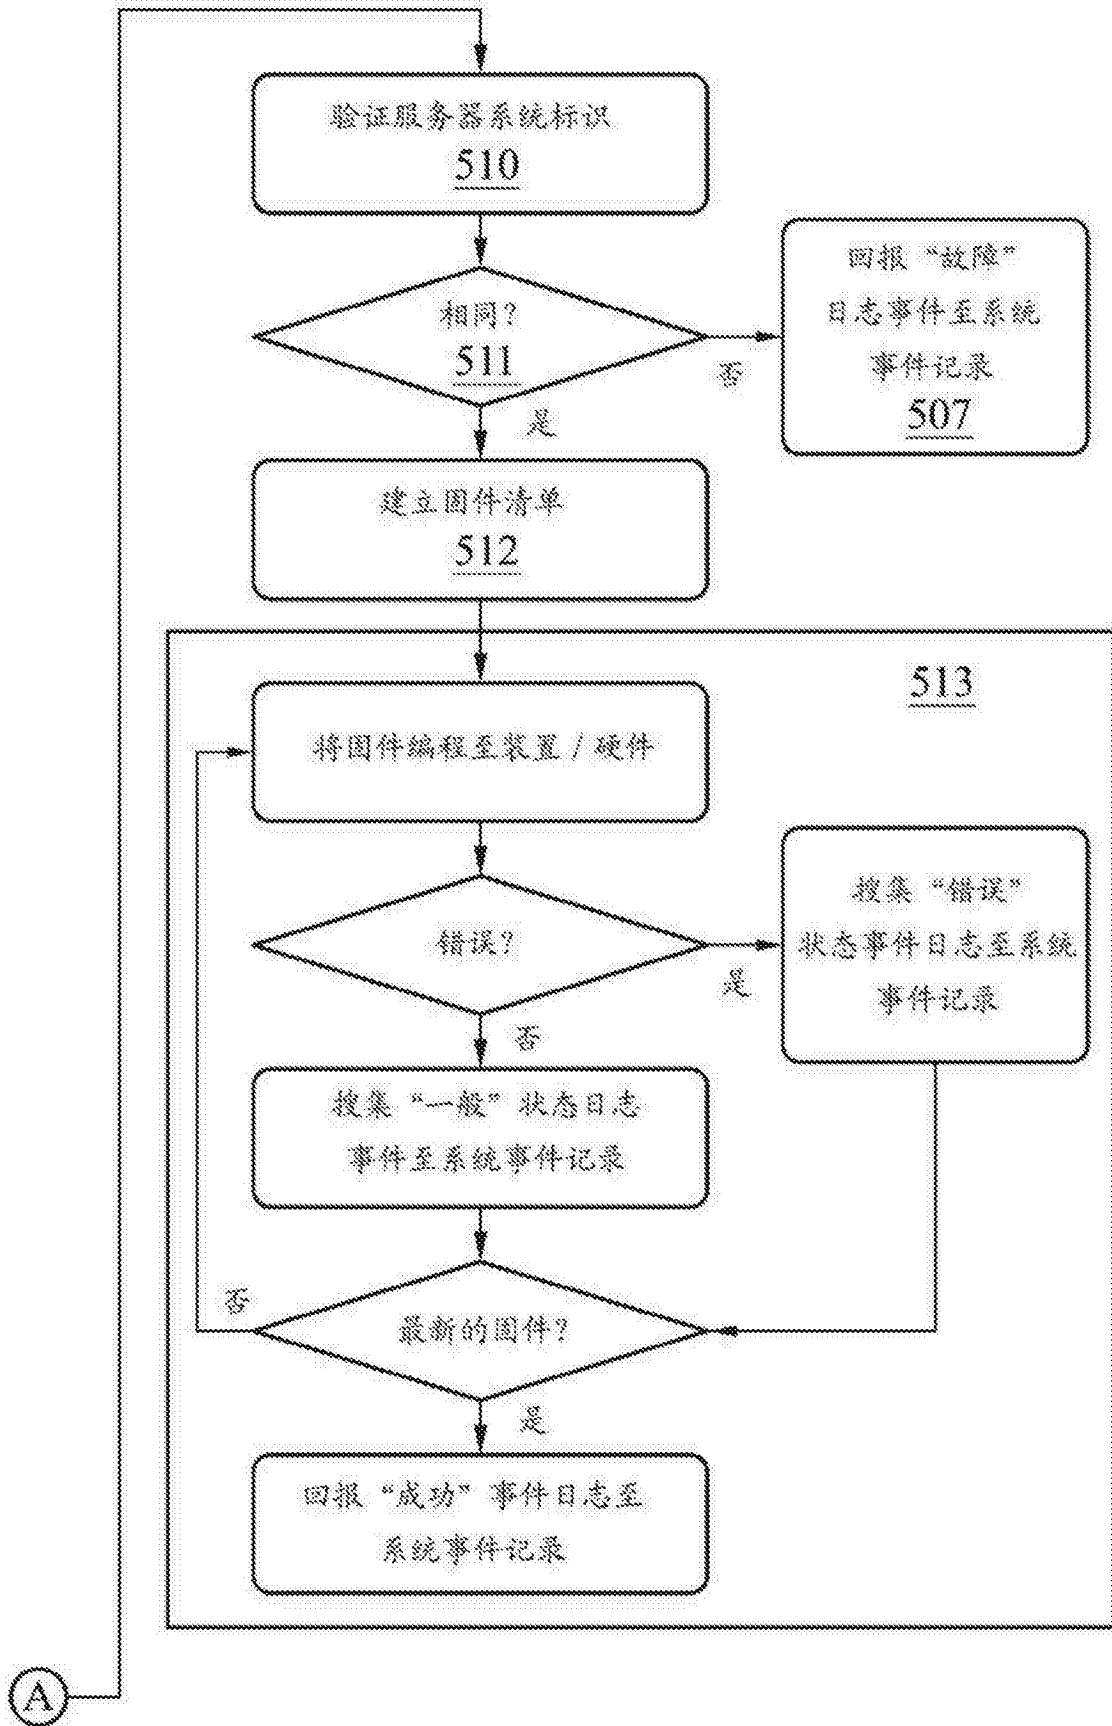 验证服务器系统标识
510
相同?
511
否
是
回报“故障”
日志事件至系统
事件记录
507
建立固件清单
512
513
将固件编程至装置/硬件
错误?
是
否
搜集“错误”
状态事件日志至系统
事件记录
搜集“一般”状态日志
事件至系统事件记录
否
最新的固件?
是
回报“成功”事件日志至
系统事件记录
A